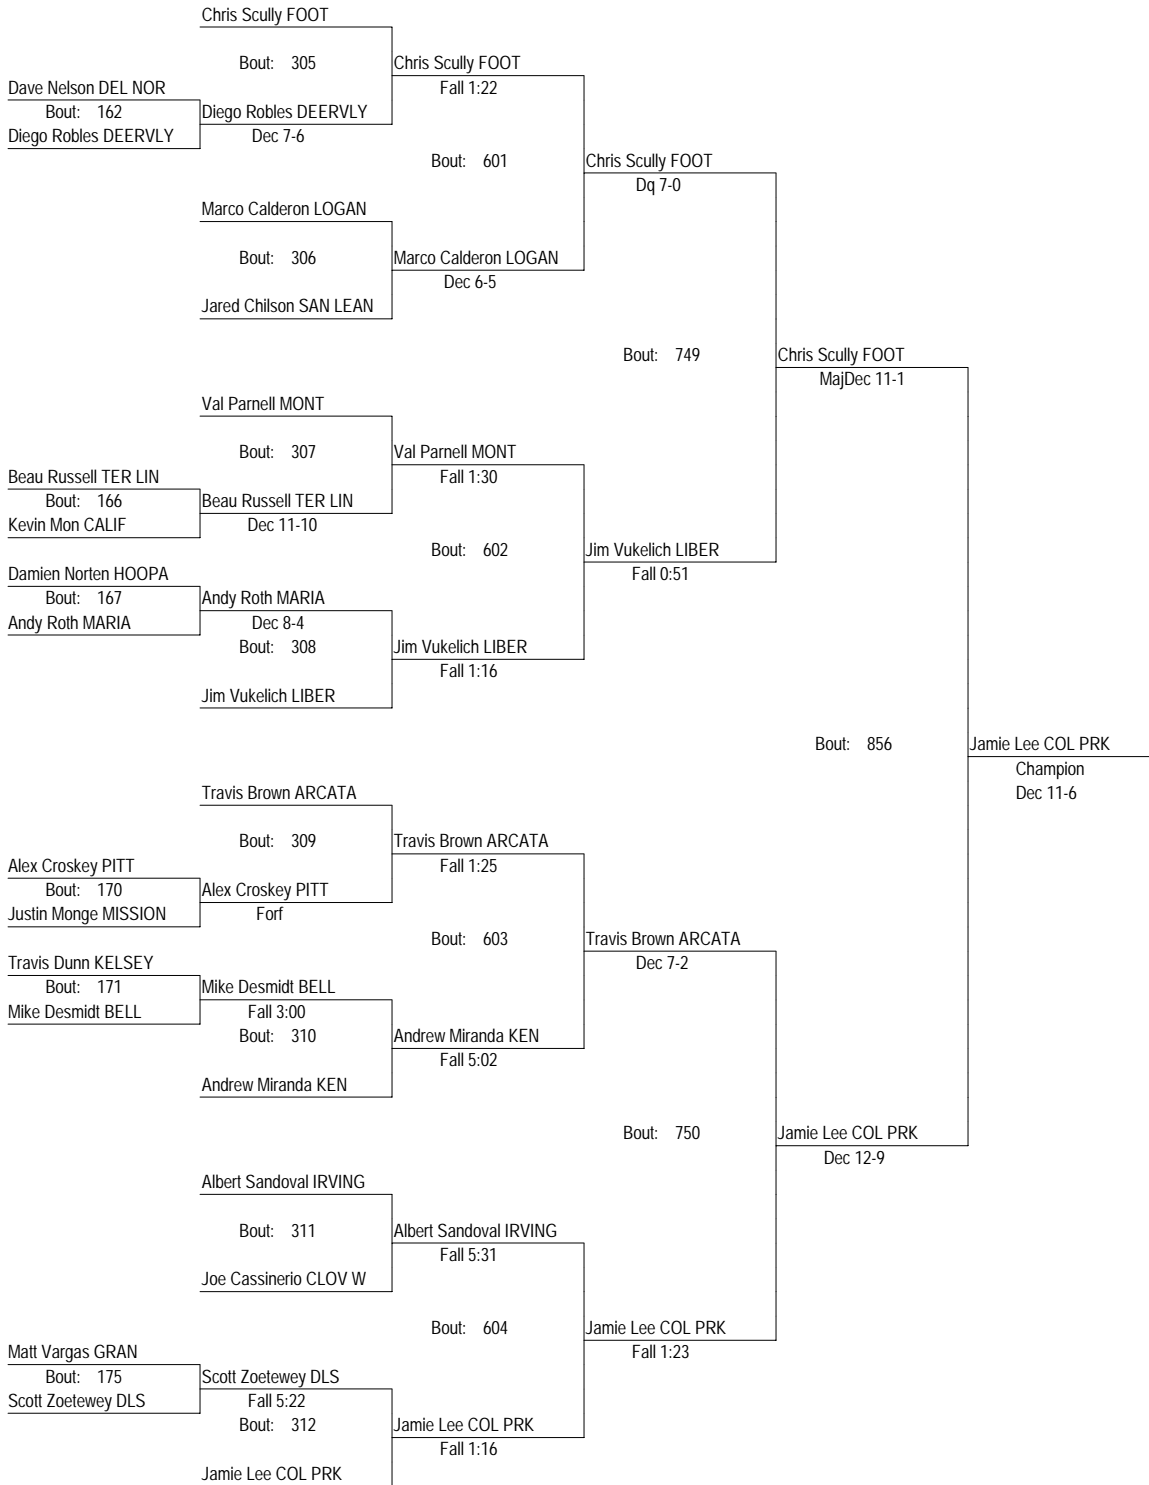 Chris Scully FOOT
Bout: 305
Chris Scully FOOT
Dave Nelson DEL NOR
Fall 1:22
Bout: 162
Diego Robles DEERVLY
Diego Robles DEERVLY
Dec 7-6
Bout: 601
Chris Scully FOOT
Dq 7-0
Marco Calderon LOGAN
Bout: 306
Marco Calderon LOGAN
Dec 6-5
Jared Chilson SAN LEAN
Bout: 749
Chris Scully FOOT
MajDec 11-1
Val Parnell MONT
Bout: 307
Val Parnell MONT
Beau Russell TER LIN
Fall 1:30
Bout: 166
Beau Russell TER LIN
Kevin Mon CALIF
Dec 11-10
Bout: 602
Jim Vukelich LIBER
Damien Norten HOOPA
Fall 0:51
Bout: 167
Andy Roth MARIA
Andy Roth MARIA
Dec 8-4
Bout: 308
Jim Vukelich LIBER
Fall 1:16
Jim Vukelich LIBER
Bout: 856
Jamie Lee COL PRK
Champion
Dec 11-6
Travis Brown ARCATA
Bout: 309
Travis Brown ARCATA
Alex Croskey PITT
Fall 1:25
Bout: 170
Alex Croskey PITT
Justin Monge MISSION
Forf
Bout: 603
Travis Brown ARCATA
Travis Dunn KELSEY
Dec 7-2
Bout: 171
Mike Desmidt BELL
Mike Desmidt BELL
Fall 3:00
Bout: 310
Andrew Miranda KEN
Fall 5:02
Andrew Miranda KEN
Bout: 750
Jamie Lee COL PRK
Dec 12-9
Albert Sandoval IRVING
Bout: 311
Albert Sandoval IRVING
Fall 5:31
Joe Cassinerio CLOV W
Bout: 604
Jamie Lee COL PRK
Matt Vargas GRAN
Fall 1:23
Bout: 175
Scott Zoetewey DLS
Scott Zoetewey DLS
Fall 5:22
Bout: 312
Jamie Lee COL PRK
Fall 1:16
Jamie Lee COL PRK